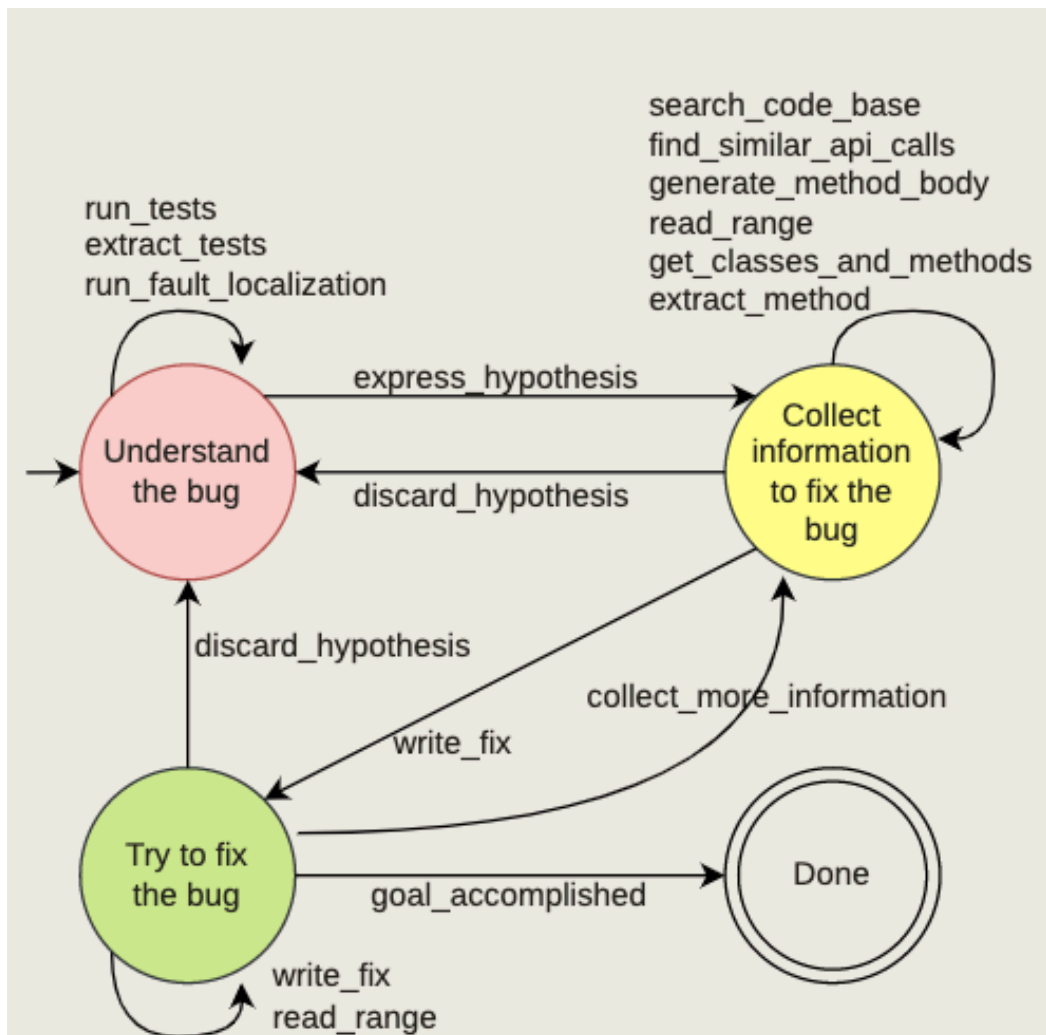 search_code_base
find_similar_api_calls
generate_method_body
read_range
get_classes_and_methods
extract_method
run_tests
extract_tests
run_fault_localization
express_hypothesis
Understand
the bug
Collect
information
to fix the
bug
discard_hypothesis
discard_hypothesis
collect_more_information
write_fix
Try to fix
the bug
Done
goal_accomplished
write_fix
read_range